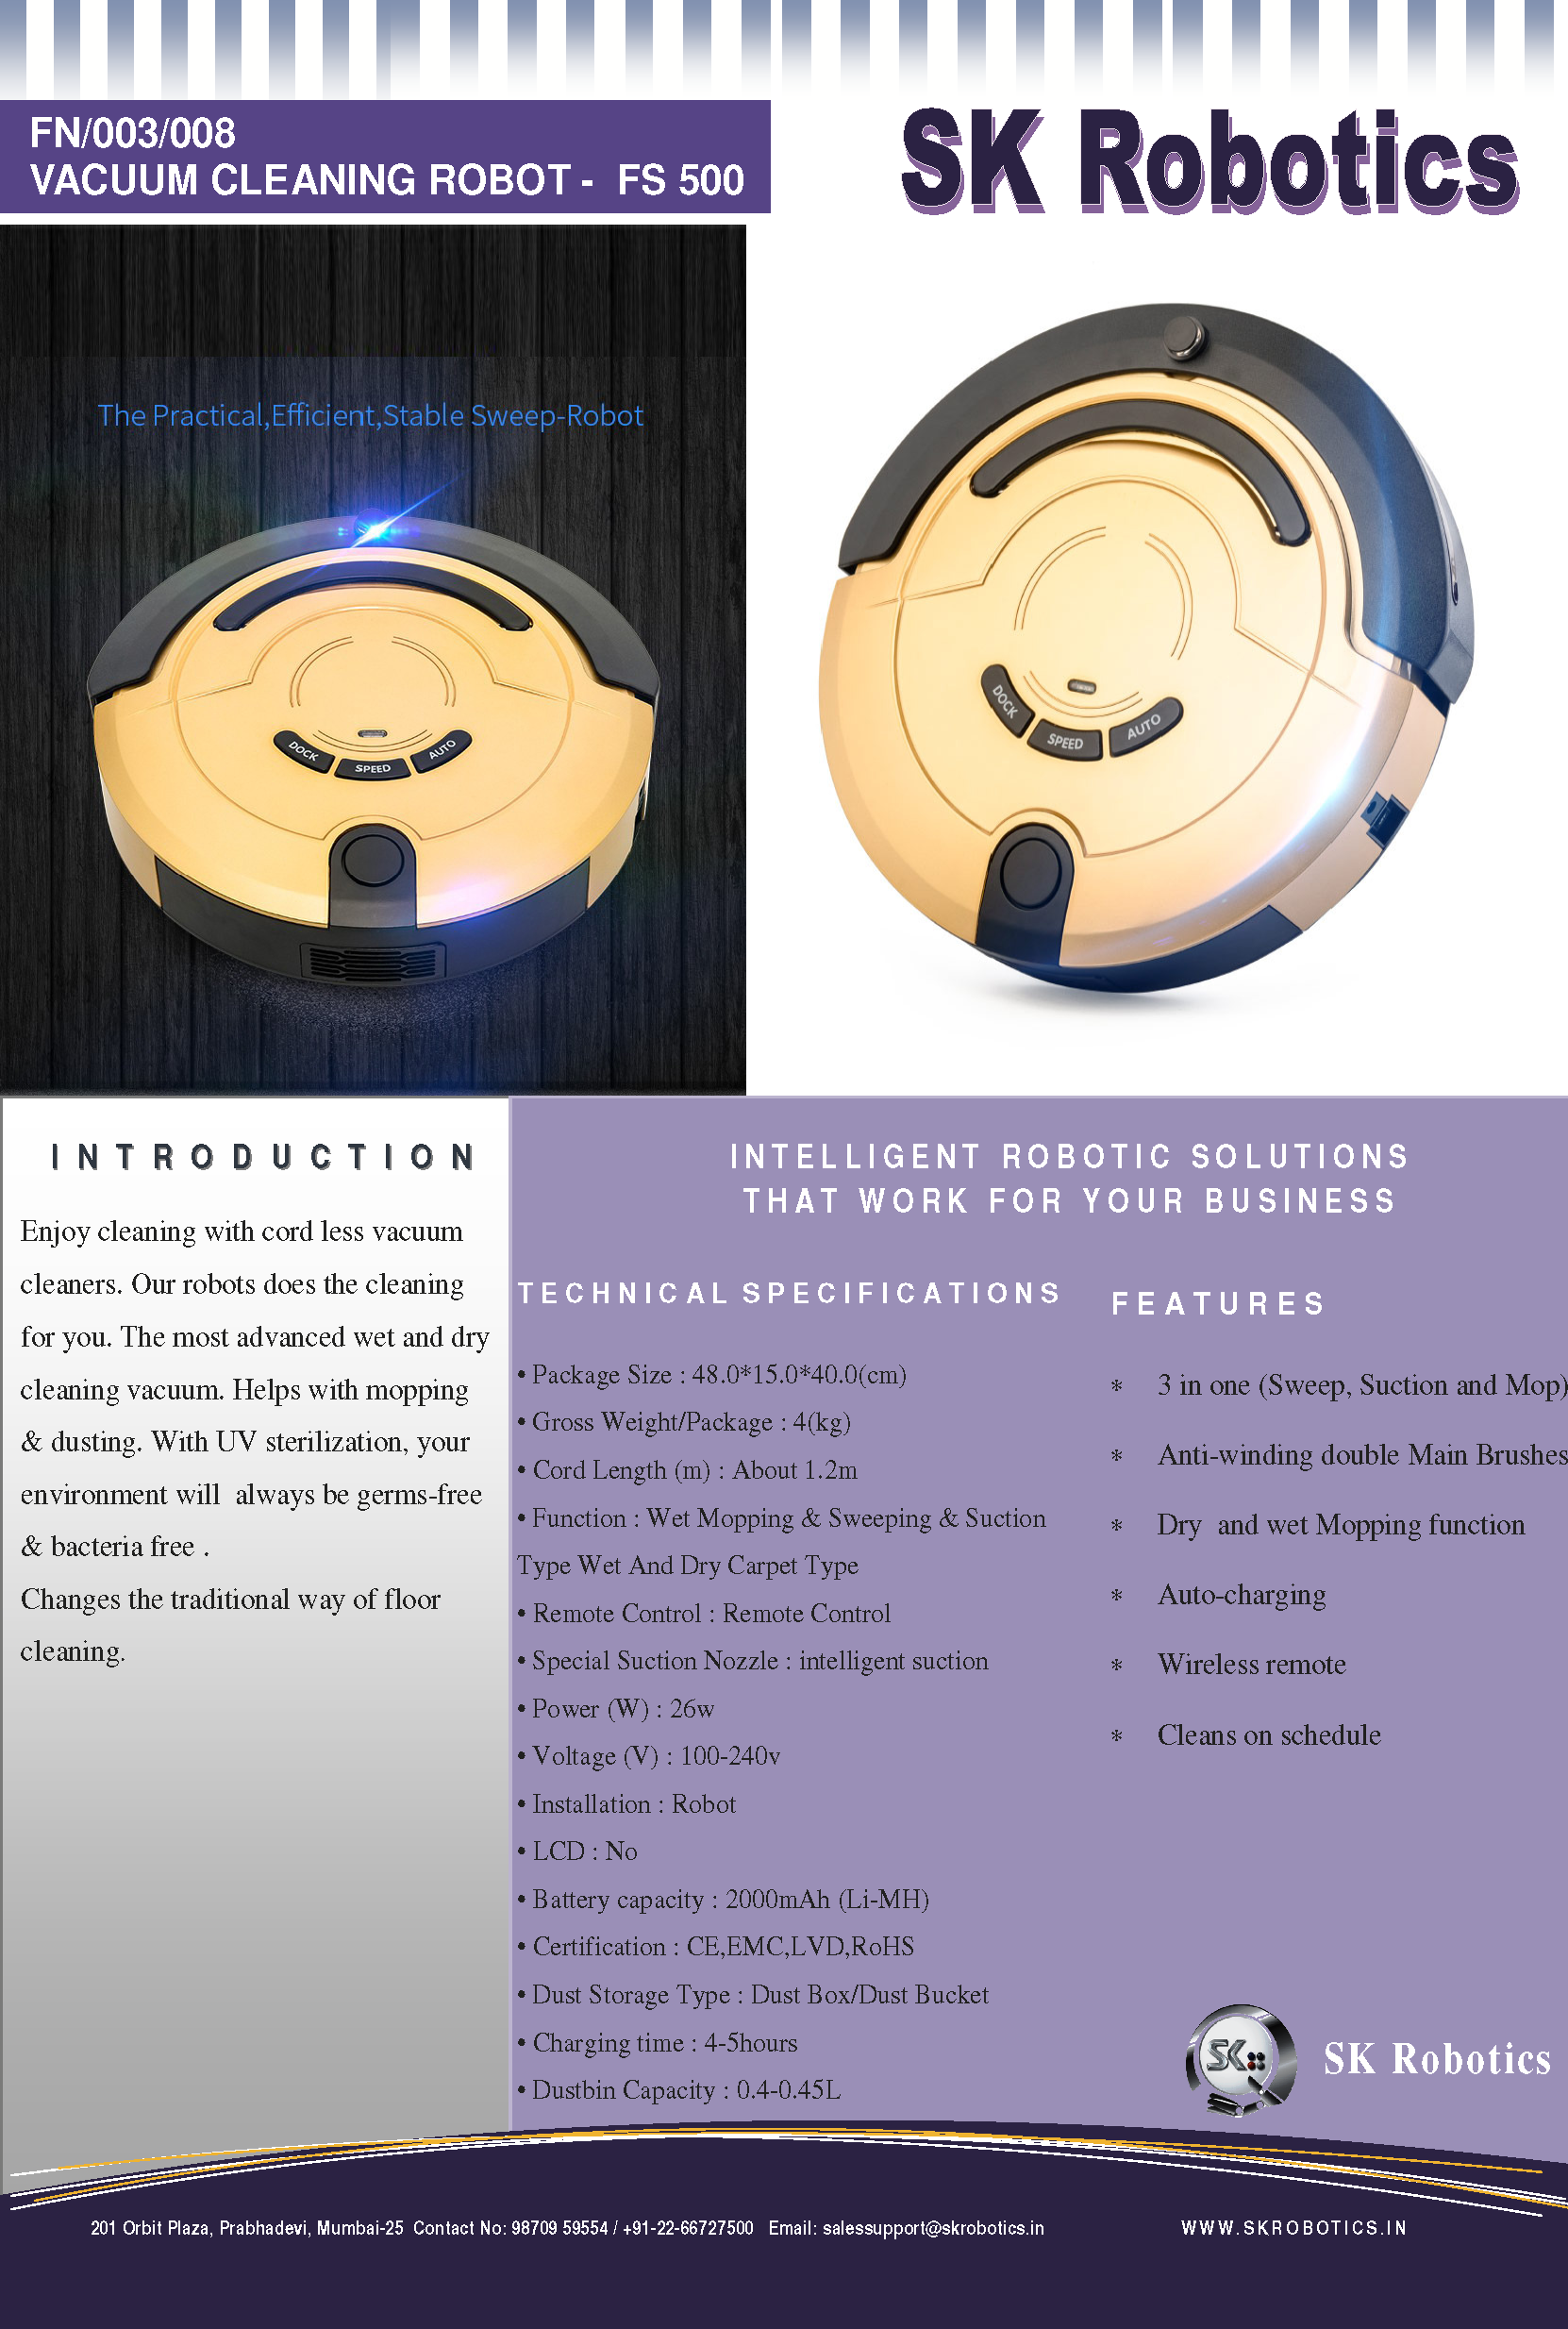 FN/003/008
VACUUM CLEANING ROBOT -  FS 500
SK Robotics
The Practical,Efficient,Stable Sweep-Robot
DOCK
SPEED
AUTO
DOCK
SPEED
AUTO
INTRODUCTION
Enjoy cleaning with cord less vacuum
cleaners. Our robots does the cleaning
for you. The most advanced wet and dry
cleaning vacuum. Helps with mopping
& dusting. With UV sterilization, your
environment will  always be germs-free
& bacteria free .
Changes the traditional way of floor
cleaning.
INTELLIGENT ROBOTIC SOLUTIONS
THAT WORK FOR YOUR BUSINESS
TECHNICAL SPECIFICATIONS
• Package Size : 48.0*15.0*40.0(cm)
• Gross Weight/Package : 4(kg)
• Cord Length (m) : About 1.2m
• Function : Wet Mopping & Sweeping & Suction
Type Wet And Dry Carpet Type
• Remote Control : Remote Control
• Special Suction Nozzle : intelligent suction
• Power (W) : 26w
• Voltage (V) : 100-240v
• Installation : Robot
• LCD : No
• Battery capacity : 2000mAh (Li-MH)
• Certification : CE,EMC,LVD,RoHS
• Dust Storage Type : Dust Box/Dust Bucket
• Charging time : 4-5hours
• Dustbin Capacity : 0.4-0.45L
FEATURES
* 3 in one (Sweep, Suction and Mop)
* Anti-winding double Main Brushes
* Dry  and wet Mopping function
* Auto-charging
* Wireless remote
* Cleans on schedule
SK
SK Robotics
201 Orbit Plaza, Prabhadevi, Mumbai-25  Contact No: 98709 59554 / +91-22-66727500   Email: salessupport@skrobotics.in
WWW.SKROBOTICS.IN